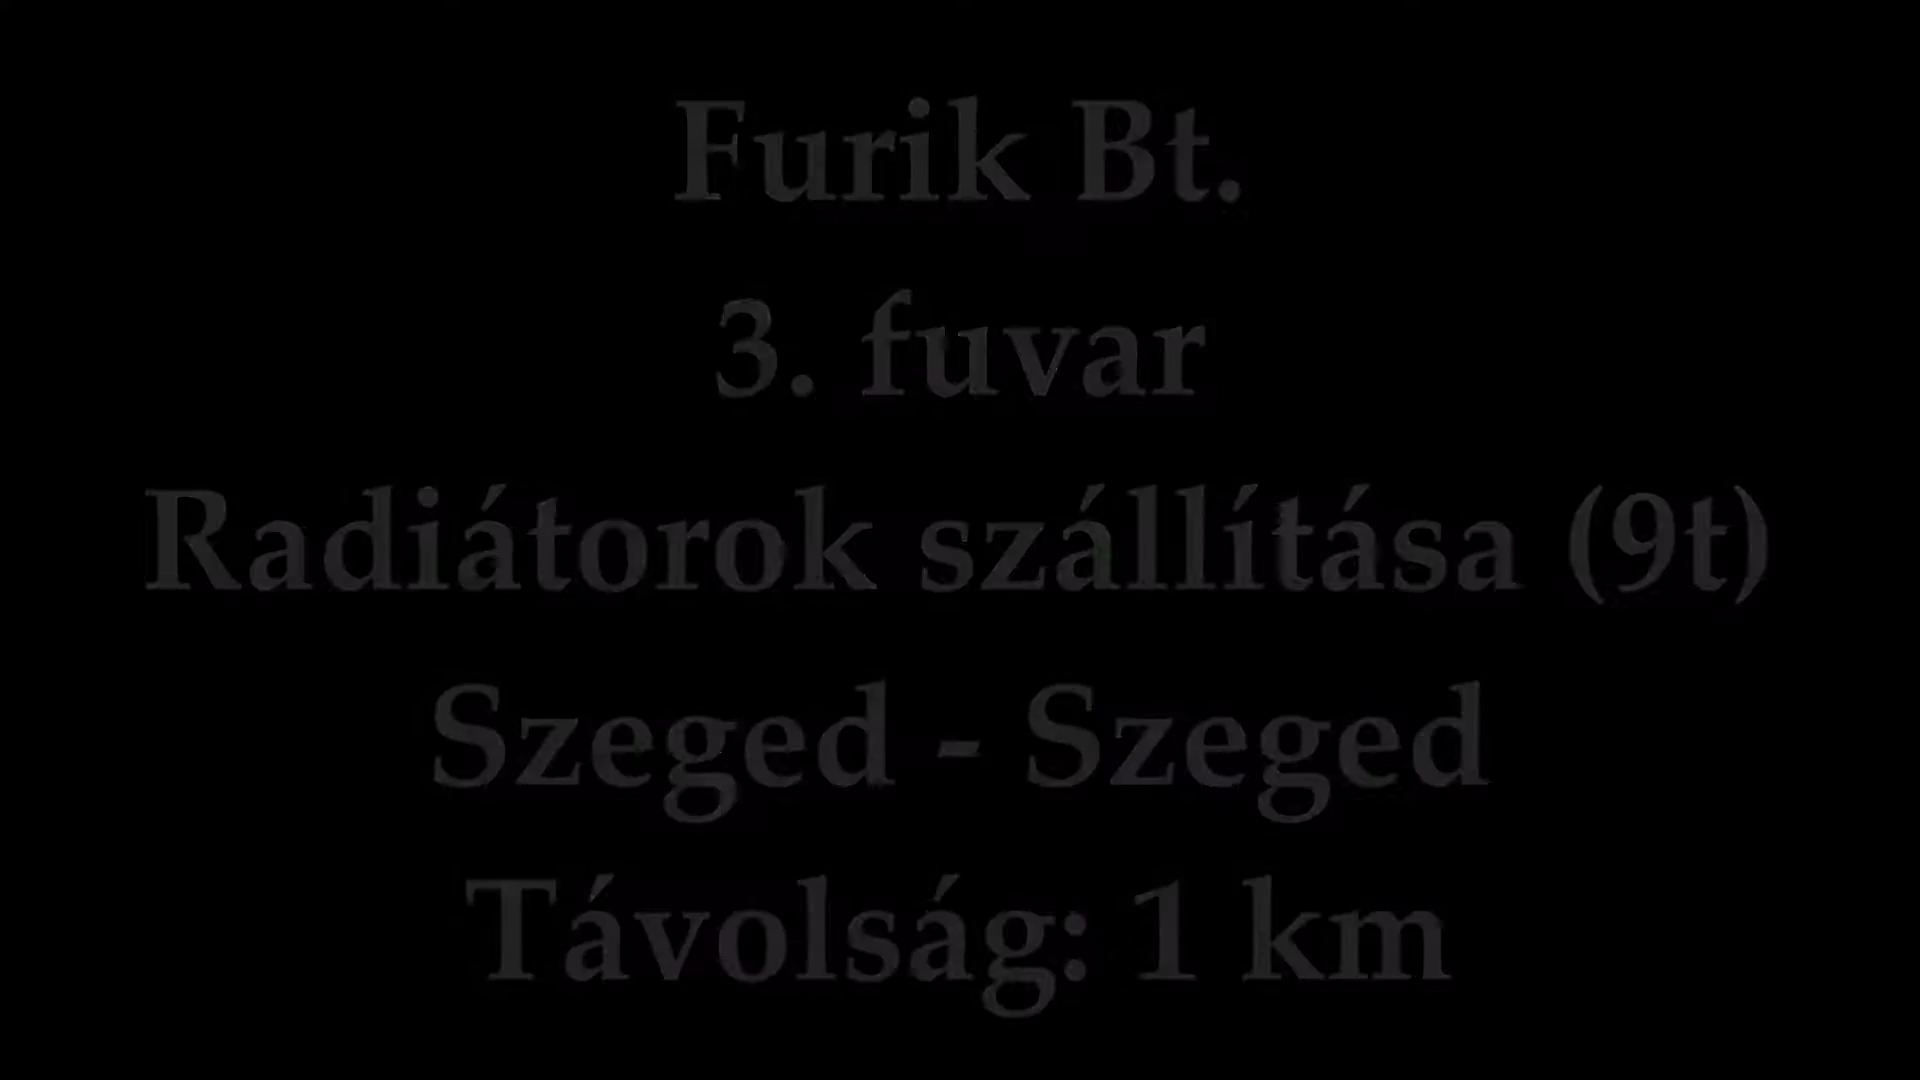 Furik Bt.
3. fuvar
Radiátorok szállítása (9t)
Szeged - Szeged
Távolság: 1 km